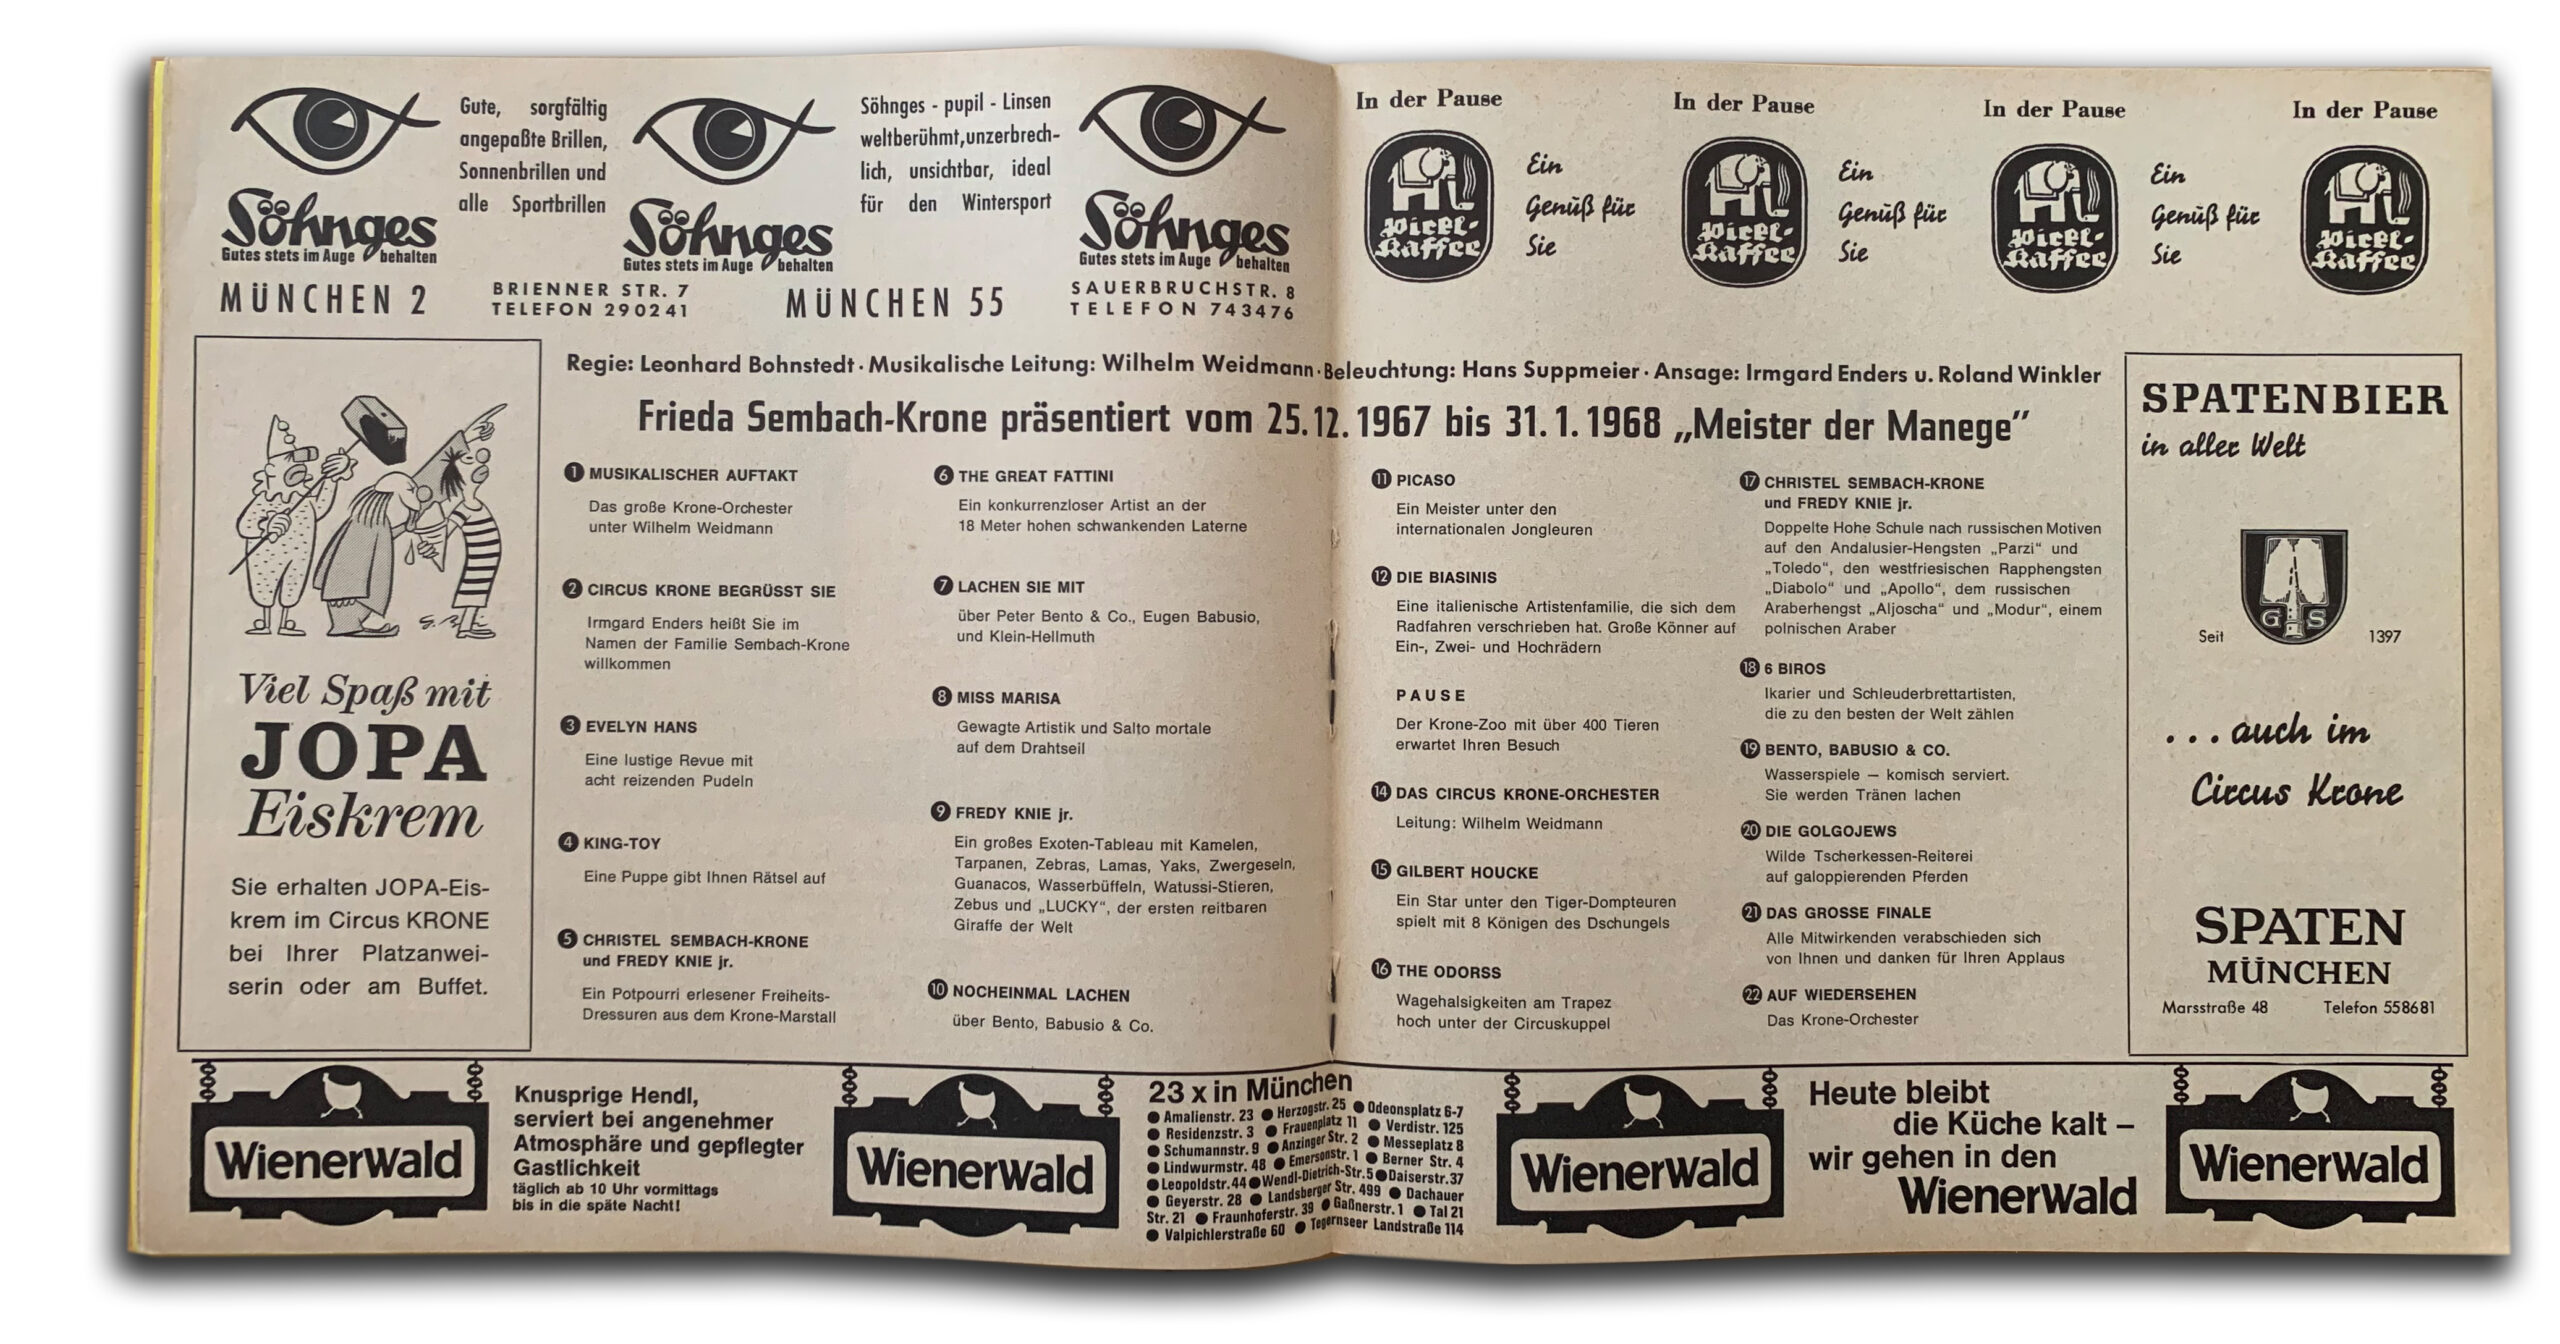 Söhnges
Gutes stets im Auge behalten
Gute, sorgfältig
angepaßte Brillen,
Sonnenbrillen und
alle Sportbrillen
Söhnges
Gutes stets im Auge behalten
Söhnges - pupil - Linsen
weltberühmt,unzerbrech-
lich, unsichtbar, ideal
für den Wintersport
Söhnges
Gutes stets im Auge behalten
MÜNCHEN 2
BRIENNER STR. 7
TELEFON 290241
MÜNCHEN 55
SAUERBRUCHSTR. 8
TELEFON 743476
In der Pause
In der Pause
In der Pause
In der Pause
Ein
Genuß für
Sie
Ein
Genuß für
Sie
Ein
Genuß für
Sie
Kaffee
Kaffee
Kaffee
Kaffee
Viel Spaß mit
JOPA
Eiskrem
Sie erhalten JOPA-Eis-
krem im Circus KRONE
bei Ihrer Platzanwei-
serin oder am Buffet.
Regie: Leonhard Bohnstedt · Musikalische Leitung: Wilhelm Weidmann · Beleuchtung: Hans Suppmeier · Ansage: Irmgard Enders u. Roland Winkler
Frieda Sembach-Krone präsentiert vom 25.12.1967 bis 31.1.1968 „Meister der Manege"
1 MUSIKALISCHER AUFTAKT
Das große Krone-Orchester
unter Wilhelm Weidmann
2 CIRCUS KRONE BEGRÜSST SIE
Irmgard Enders heißt Sie im
Namen der Familie Sembach-Krone
willkommen
3 EVELYN HANS
Eine lustige Revue mit
acht reizenden Pudeln
4 KING-TOY
Eine Puppe gibt Ihnen Rätsel auf
5 CHRISTEL SEMBACH-KRONE
und FREDY KNIE jr.
Ein Potpourri erlesener Freiheits-
Dressuren aus dem Krone-Marstall
6 THE GREAT FATTINI
Ein konkurrenzloser Artist an der
18 Meter hohen schwankenden Laterne
7 LACHEN SIE MIT
über Peter Bento & Co., Eugen Babusio,
und Klein-Hellmuth
8 MISS MARISA
Gewagte Artistik und Salto mortale
auf dem Drahtseil
9 FREDY KNIE jr.
Ein großes Exoten-Tableau mit Kamelen,
Tarpanen, Zebras, Lamas, Yaks, Zwergeseln,
Guanacos, Wasserbüffeln, Watussi-Stieren,
Zebus und „LUCKY“, der ersten reitbaren
Giraffe der Welt
10 NOCHEINMAL LACHEN
über Bento, Babusio & Co.
11 PICASO
Ein Meister unter den
internationalen Jongleuren
12 DIE BIASINIS
Eine italienische Artistenfamilie, die sich dem
Radfahren verschrieben hat. Große Könner auf
Ein-, Zwei- und Hochrädern
PAUSE
Der Krone-Zoo mit über 400 Tieren
erwartet Ihren Besuch
14 DAS CIRCUS KRONE-ORCHESTER
Leitung: Wilhelm Weidmann
15 GILBERT HOUCKE
Ein Star unter den Tiger-Dompteuren
spielt mit 8 Königen des Dschungels
16 THE ODORSS
Wagehalsigkeiten am Trapez
hoch unter der Circuskuppel
17 CHRISTEL SEMBACH-KRONE
und FREDY KNIE jr.
Doppelte Hohe Schule nach russischen Motiven
auf den Andalusier-Hengsten „Parzi“ und
„Toledo“, den westfriesischen Rapphengsten
„Diabolo“ und „Apollo“, dem russischen
Araberhengst „Aljoscha“ und „Modur“, einem
polnischen Araber
18 6 BIROS
Ikarier und Schleuderbrettartisten,
die zu den besten der Welt zählen
19 BENTO, BABUSIO & CO.
Wasserspiele — komisch serviert.
Sie werden Tränen lachen
20 DIE GOLGOJEWS
Wilde Tscherkessen-Reiterei
auf galoppierenden Pferden
21 DAS GROSSE FINALE
Alle Mitwirkenden verabschieden sich
von Ihnen und danken für Ihren Applaus
22 AUF WIEDERSEHEN
Das Krone-Orchester
SPATENBIER
in aller Welt
G S
Seit 1397
... auch im
Circus Krone
SPATEN
MÜNCHEN
Marsstraße 48 Telefon 558681
Wienerwald
Knusprige Hendl,
serviert bei angenehmer
Atmosphäre und gepflegter
Gastlichkeit
täglich ab 10 Uhr vormittags
bis in die späte Nacht!
Wienerwald
23 x in München
● Amalienstr. 23 ● Herzogstr. 25 ● Odeonsplatz 6-7
● Residenzstr. 3 ● Frauenplatz 11 ● Verdistr. 125
● Schumannstr. 9 ● Anzinger Str. 2 ● Messeplatz 8
● Lindwurmstr. 48 ● Emersonstr. 1 ● Berner Str. 4
● Leopoldstr. 44 ● Wendl-Dietrich-Str. 5 ● Daiserstr. 37
● Geyerstr. 28 ● Landsberger Str. 499 ● Dachauer
Str. 21 ● Fraunhoferstr. 39 ● Gaßnerstr. 1 ● Tal 21
● Valpichlerstraße 60 ● Tegernseer Landstraße 114
Wienerwald
Heute bleibt
die Küche kalt –
wir gehen in den
Wienerwald
Wienerwald